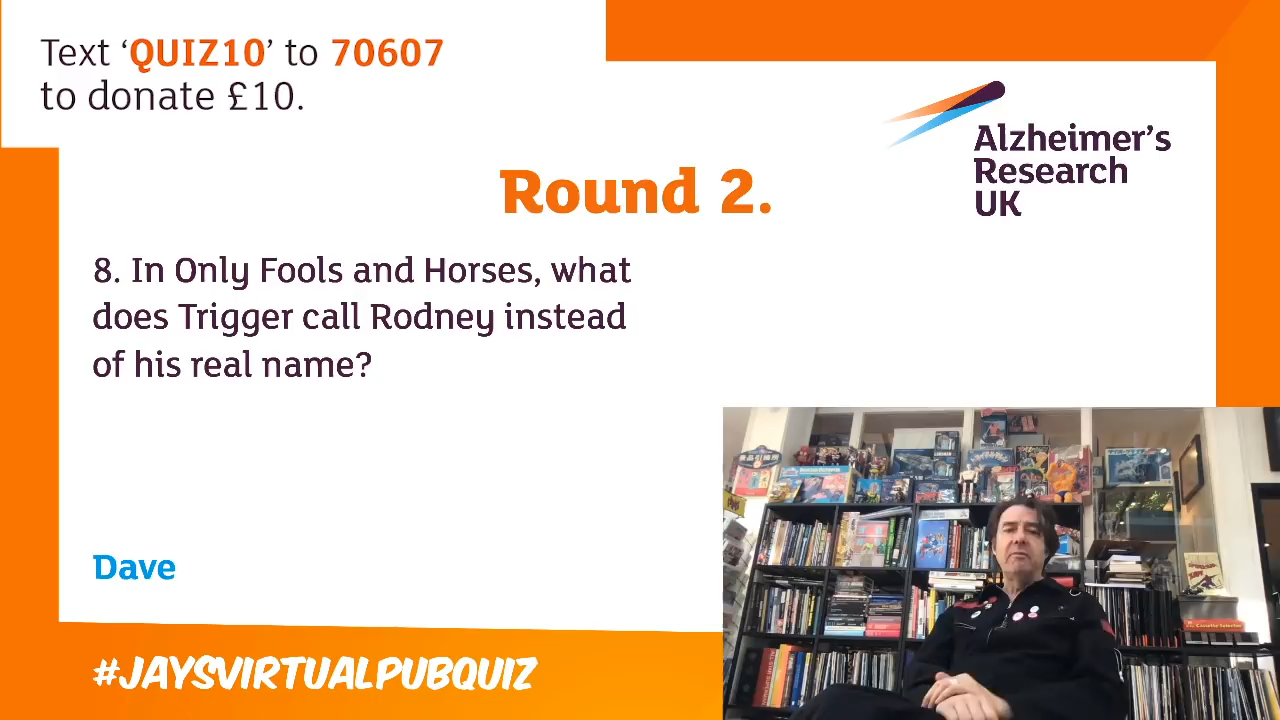 Text ‘QUIZ10’ to 70607
to donate £10.
Alzheimer’s
Research
UK
Round 2.
8. In Only Fools and Horses, what
does Trigger call Rodney instead
of his real name?
Dave
#JAYSVIRTUALPUBQUIZ